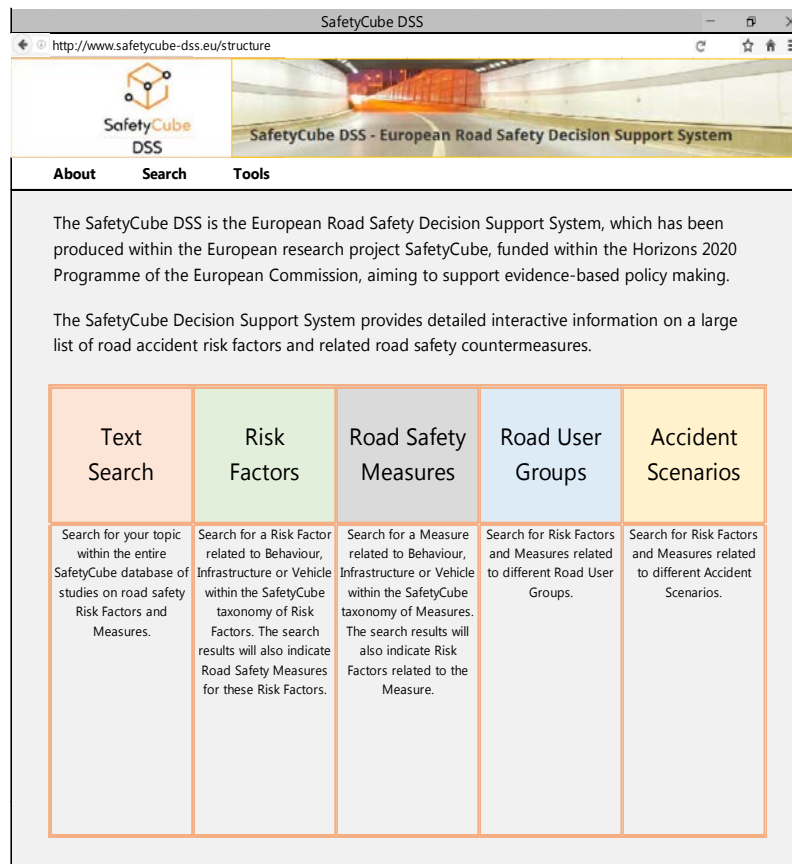 SafetyCube DSS
http://www.safetycube-dss.eu/structure
SafetyCube
DSS
SafetyCube DSS - European Road Safety Decision Support System
About Search Tools
The SafetyCube DSS is the European Road Safety Decision Support System, which has been
produced within the European research project SafetyCube, funded within the Horizons 2020
Programme of the European Commission, aiming to support evidence-based policy making.
The SafetyCube Decision Support System provides detailed interactive information on a large
list of road accident risk factors and related road safety countermeasures.
Text
Search
Risk
Factors
Road Safety
Measures
Road User
Groups
Accident
Scenarios
Search for your topic
within the entire
SafetyCube database of
studies on road safety
Risk Factors and
Measures.
Search for a Risk Factor
related to Behaviour,
Infrastructure or Vehicle
within the SafetyCube
taxonomy of Risk
Factors. The search
results will also indicate
Road Safety Measures
for these Risk Factors.
Search for a Measure
related to Behaviour,
Infrastructure or Vehicle
within the SafetyCube
taxonomy of Measures.
The search results will
also indicate Risk
Factors related to the
Measure.
Search for Risk Factors
and Measures related
to different Road User
Groups.
Search for Risk Factors
and Measures related
to different Accident
Scenarios.